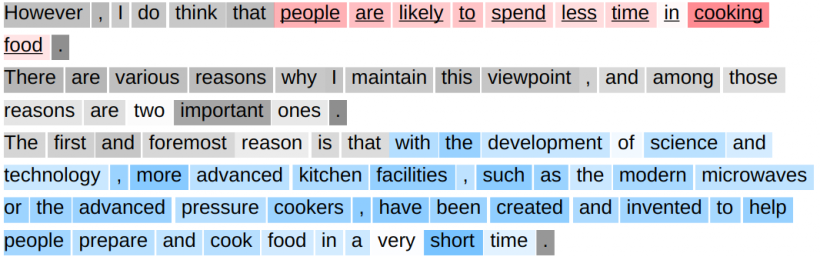 However , I do think that people are likely to spend less time in cooking
food .
There are various reasons why I maintain this viewpoint , and among those
reasons are two important ones .
The first and foremost reason is that with the development of science and
technology , more advanced kitchen facilities , such as the modern microwaves
or the advanced pressure cookers , have been created and invented to help
people prepare and cook food in a very short time .